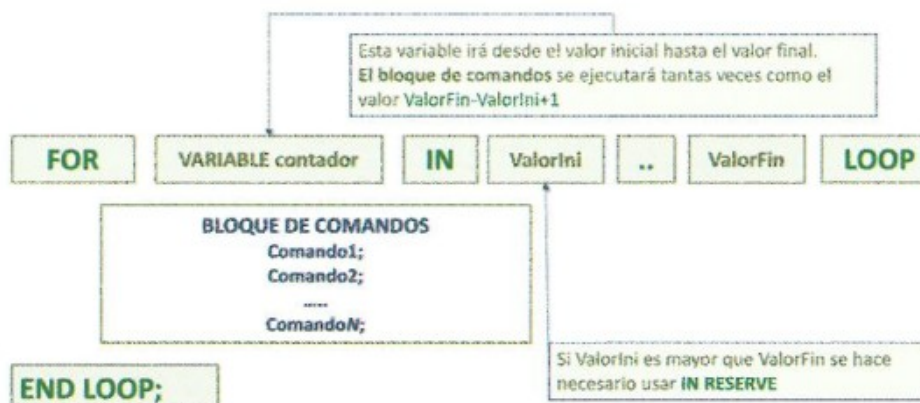 Esta variable irá desde el valor inicial hasta el valor final.
El bloque de comandos se ejecutará tantas veces como el
valor ValorFin-ValorIni+1
FOR VARIABLE contador IN ValorIni .. ValorFin LOOP
BLOQUE DE COMANDOS
Comando1;
Comando2;
.....
ComandoN;
Si ValorIni es mayor que ValorFin se hace
necesario usar IN RESERVE
END LOOP;